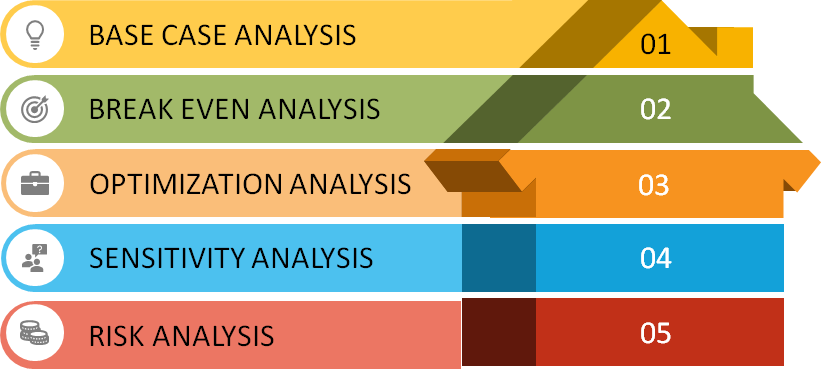 BASE CASE ANALYSIS 01
BREAK EVEN ANALYSIS 02
OPTIMIZATION ANALYSIS 03
? SENSITIVITY ANALYSIS 04
RISK ANALYSIS 05